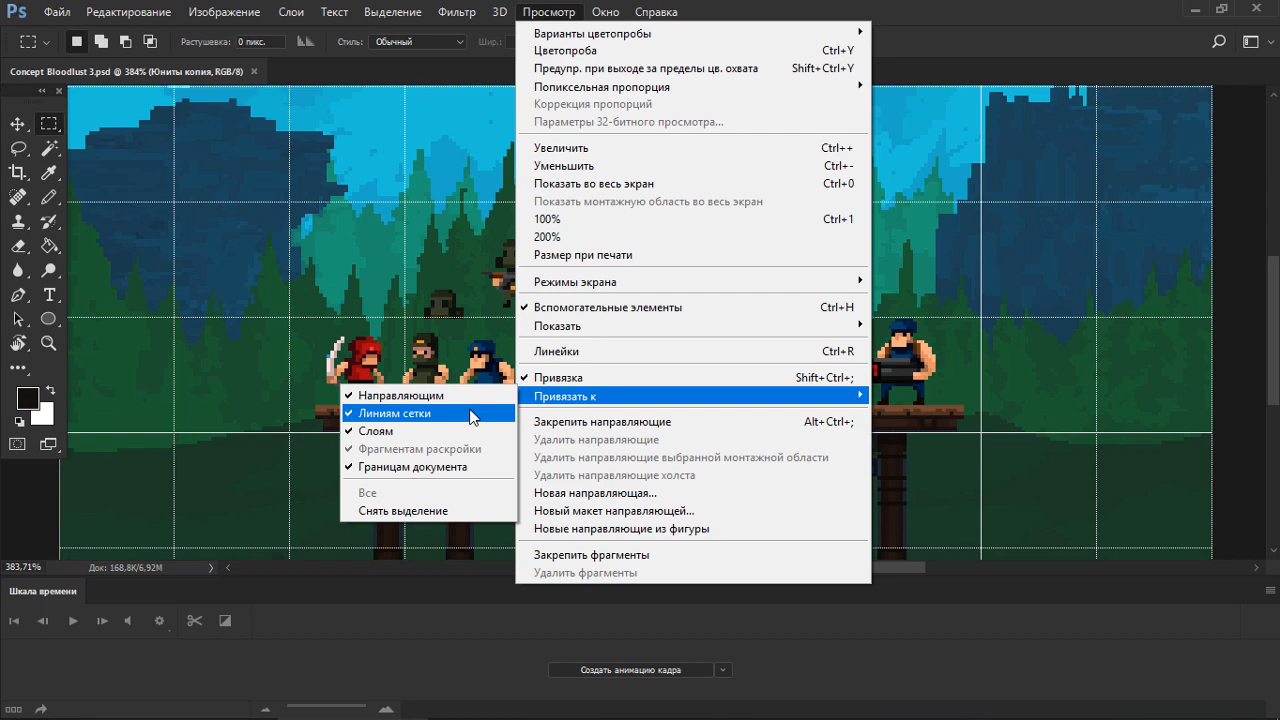 Ps Файл Редактирование Изображение Слои Текст Выделение Фильтр 3D Просмотр Окно Справка
Растушевка: 0 пикс. Стиль: Обычный Шир.:
Concept Bloodlust 3.psd @ 384% (Юниты копия, RGB/8)
Варианты цветопробы
Цветопроба Ctrl+Y
Предупр. при выходе за пределы цв. охвата Shift+Ctrl+Y
Попиксельная пропорция
Коррекция пропорций
Параметры 32-битного просмотра...
Увеличить Ctrl++
Уменьшить Ctrl+-
Показать во весь экран Ctrl+0
Показать монтажную область во весь экран
100% Ctrl+1
200%
Размер при печати
Режимы экрана
Вспомогательные элементы Ctrl+H
Показать
Линейки Ctrl+R
Привязка Shift+Ctrl+;
Привязать к
Направляющим
Линиям сетки
Слоям
Фрагментам раскройки
Границам документа
Все
Снять выделение
Закрепить направляющие Alt+Ctrl+;
Удалить направляющие
Удалить направляющие выбранной монтажной области
Удалить направляющие холста
Новая направляющая...
Новый макет направляющей...
Новые направляющие из фигуры
Закрепить фрагменты
Удалить фрагменты
383,71% Док: 168,8K/6,92M
Шкала времени
Создать анимацию кадра